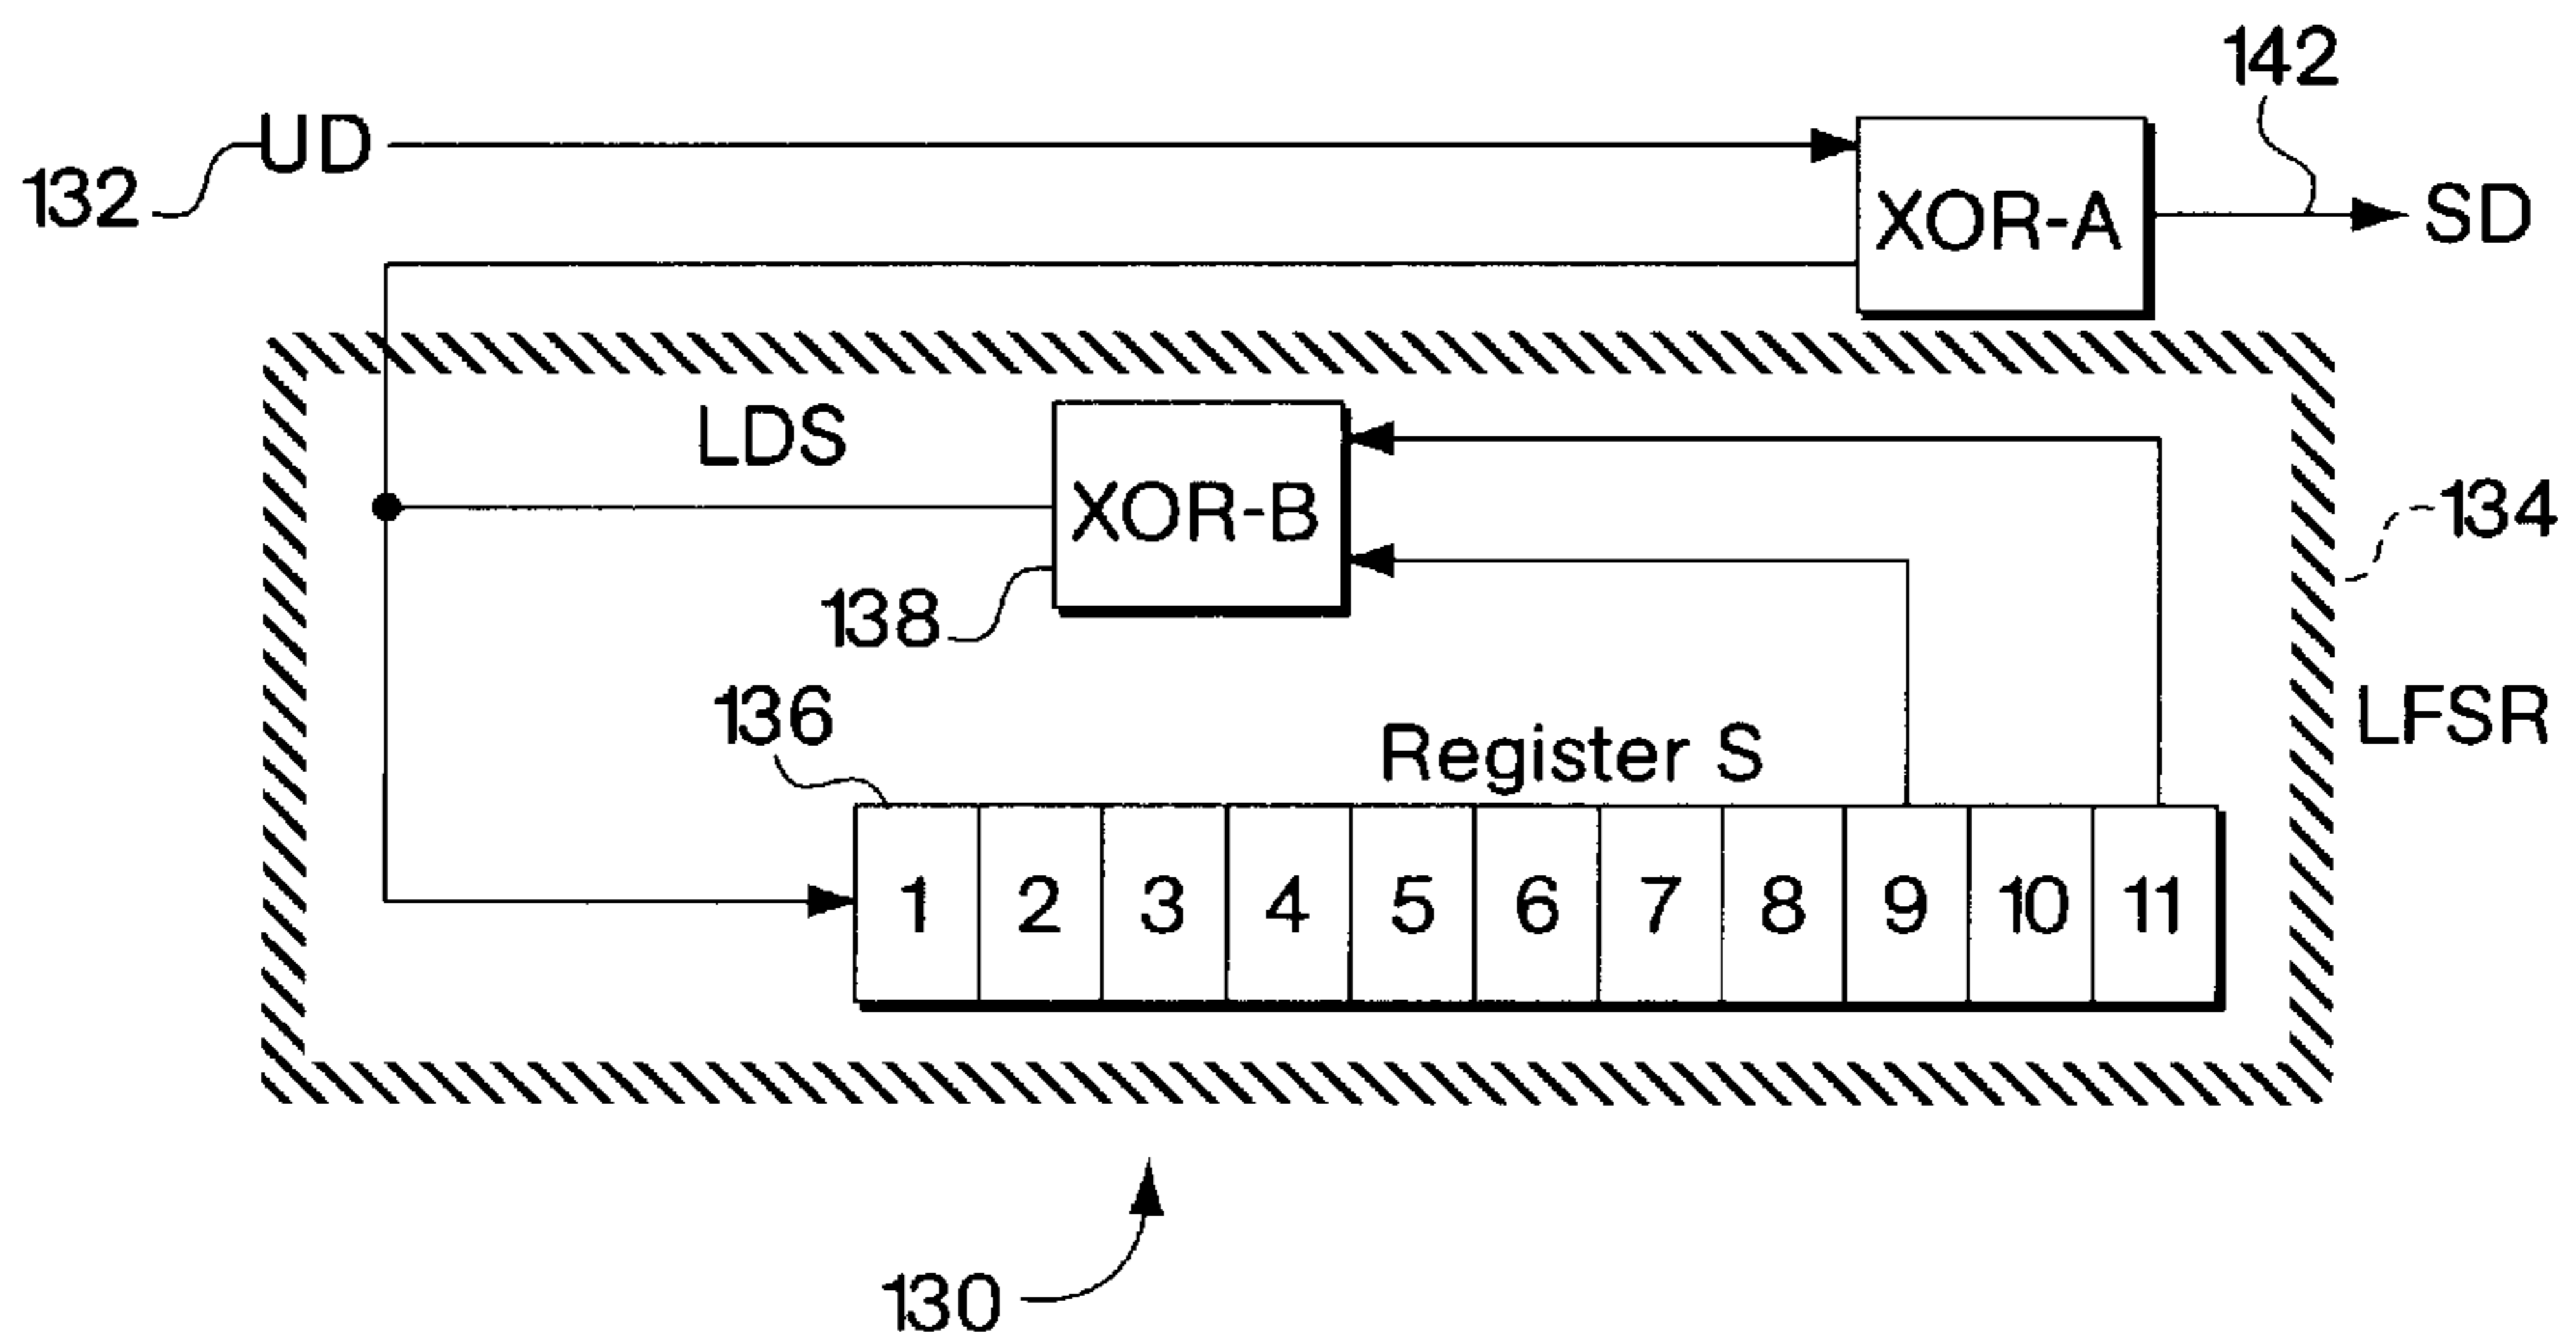 142
UD
132
XOR-A
SD
LDS
XOR-B
134
138
136
Register S
LFSR
1 2 3 4 5 6 7 8 9 10 11
130